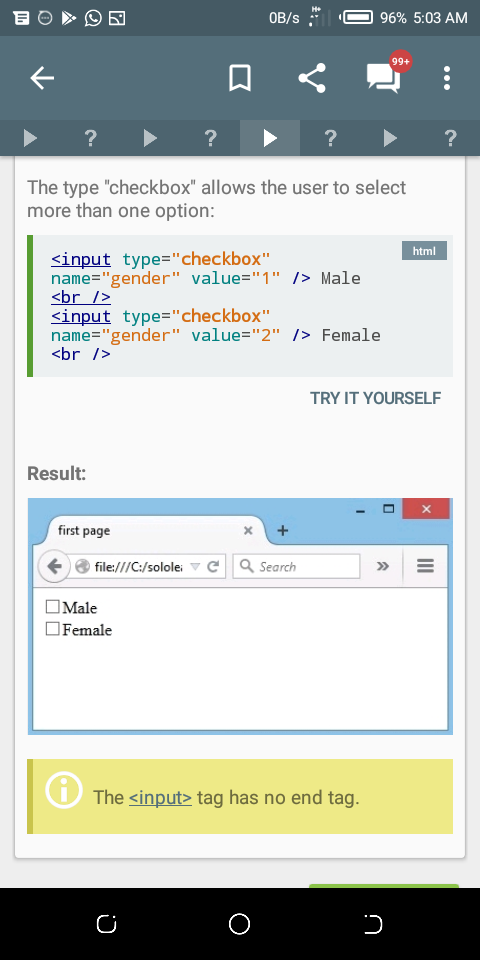 0B/s H+ 96% 5:03 AM
99+
? ? ? ?
The type "checkbox" allows the user to select
more than one option:
html
<input type="checkbox"
name="gender" value="1" /> Male
<br />
<input type="checkbox"
name="gender" value="2" /> Female
<br />
TRY IT YOURSELF
Result:
first page
file:///C:/solole
Search
Male
Female
The <input> tag has no end tag.